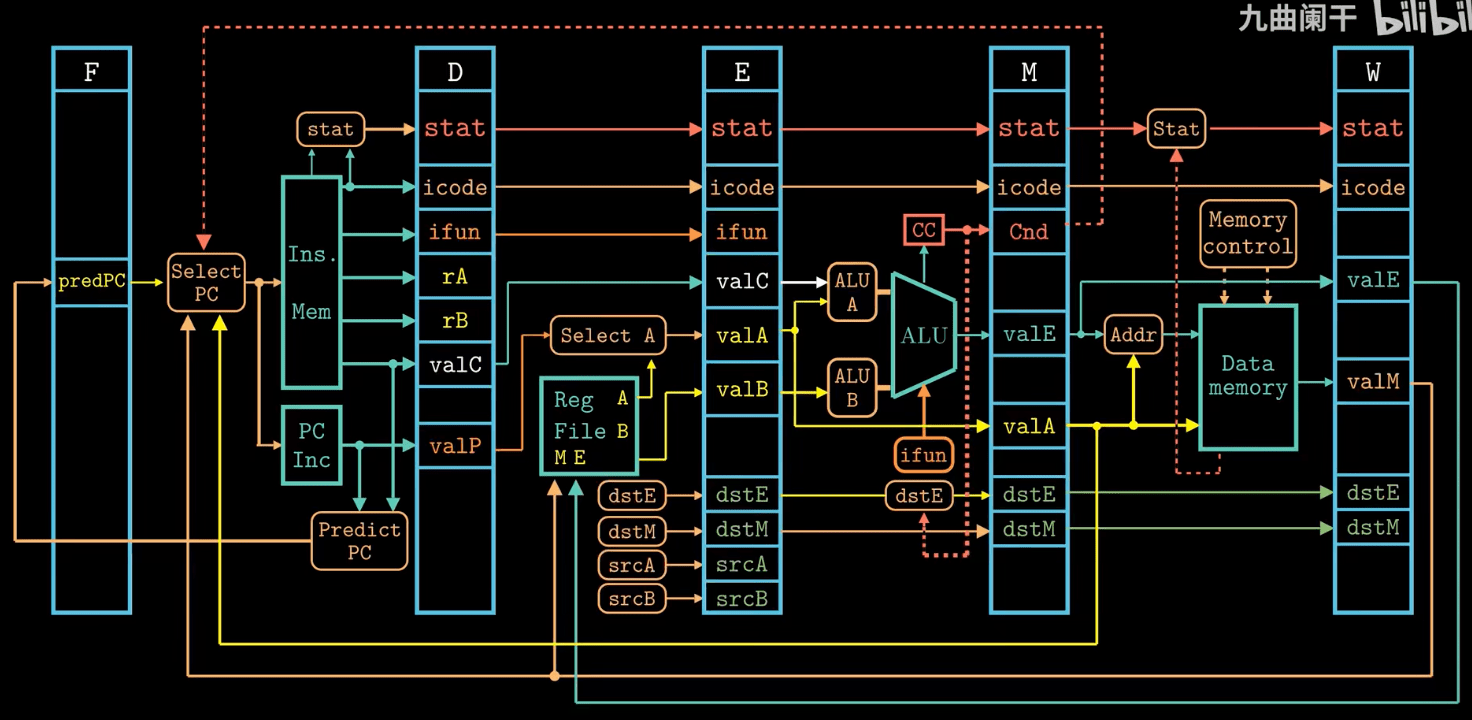 九曲阑干 bilibil
F
D
E
M
W
stat
stat
stat
stat
Stat
stat
icode
icode
icode
icode
Ins.
Mem
ifun
ifun
CC
Cnd
Memory
control
predPC
Select
PC
rA
valC
ALU
A
valE
rB
Select A
valA
ALU
valE
Addr
Data
memory
valC
Reg
File
A
B
M E
valB
ALU
B
valM
PC
Inc
valP
ifun
valA
dstE
dstE
dstE
dstE
dstE
Predict
PC
dstM
dstM
dstM
dstM
srcA
srcA
srcB
srcB